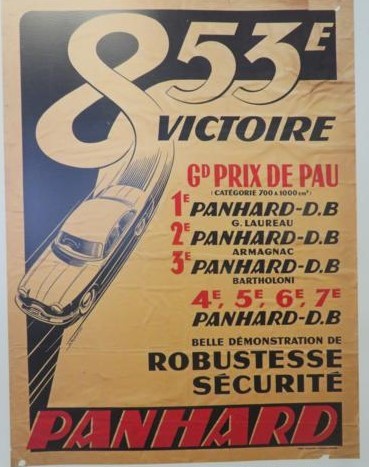 853E
VICTOIRE
GD PRIX DE PAU
(CATÉGORIE 700 A 1000 cm³)
1E PANHARD-D.B
G. LAUREAU
2E PANHARD-D.B
ARMAGNAC
3E PANHARD-D.B
BARTHOLONI
4E, 5E, 6E, 7E
PANHARD-D.B
BELLE DÉMONSTRATION DE
ROBUSTESSE
SÉCURITÉ
PANHARD